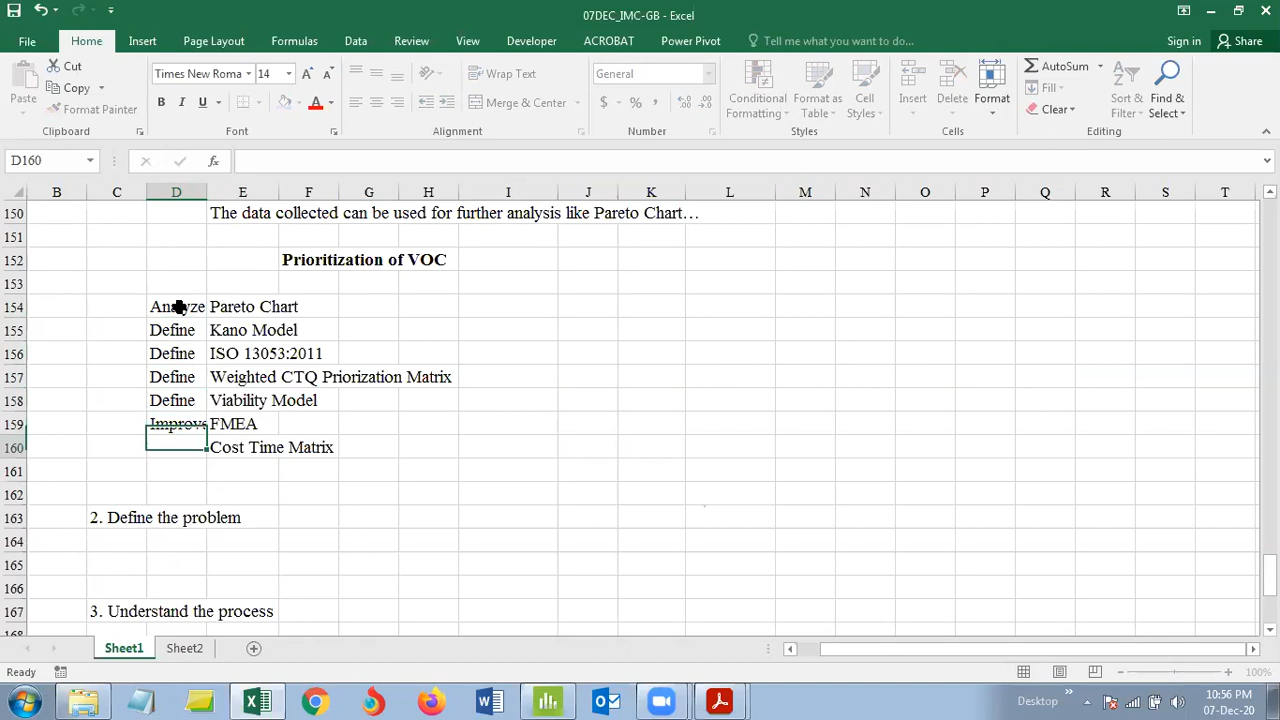 07DEC_IMC-GB - Excel
File Home Insert Page Layout Formulas Data Review View Developer ACROBAT Power Pivot Tell me what you want to do... Sign in Share
Paste Cut Copy Format Painter Clipboard
Times New Roma 14 A A B I U A Font
Wrap Text Merge & Center Alignment
General $ % , Number
Conditional Formatting Format as Table Cell Styles Styles
Insert Delete Format Cells
AutoSum Fill Clear Sort & Filter Find & Select Editing
D160 fx
B C D E F G H I J K L M N O P Q R S T
150 The data collected can be used for further analysis like Pareto Chart…
151
152 Prioritization of VOC
153
154 Analyze Pareto Chart
155 Define Kano Model
156 Define ISO 13053:2011
157 Define Weighted CTQ Priorization Matrix
158 Define Viability Model
159 Improve FMEA
160 Cost Time Matrix
161
162
163 2. Define the problem
164
165
166
167 3. Understand the process
168
Sheet1 Sheet2
Ready 100%
Desktop 10:56 PM
07-Dec-20